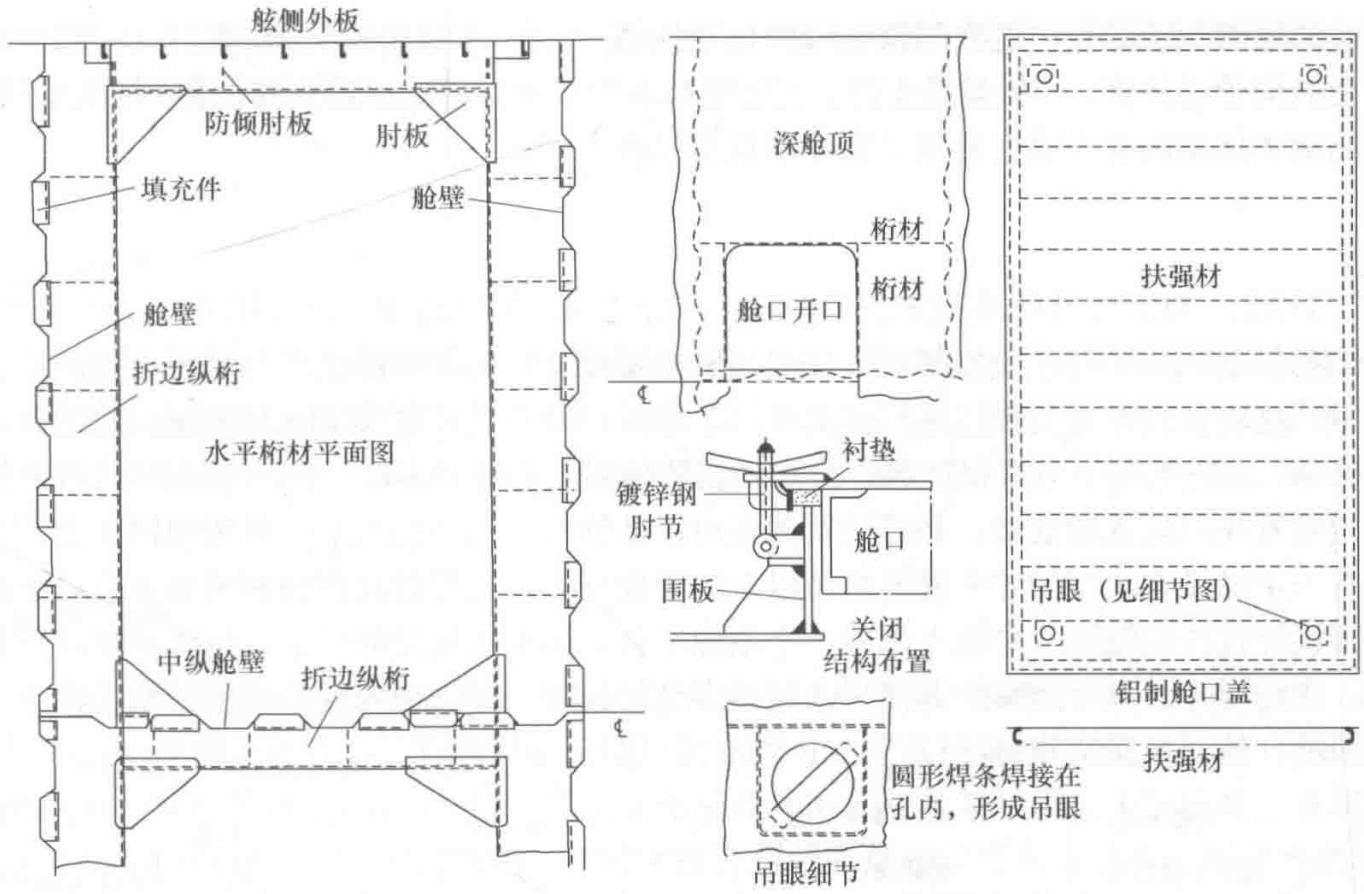 舷侧外板
防倾肘板
肘板
填充件
舱壁
舱壁
折边纵桁
水平桁材平面图
中纵舱壁
折边纵桁
℄
深舱顶
桁材
桁材
舱口开口
℄
衬垫
镀锌钢
肘节
舱口
围板
关闭
结构布置
圆形焊条焊接在
孔内，形成吊眼
吊眼细节
扶强材
吊眼（见细节图）
铝制舱口盖
扶强材